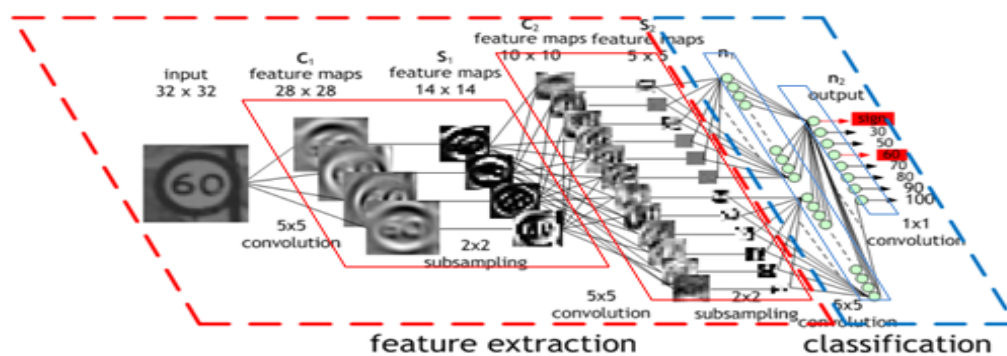 input
32 x 32
C1
feature maps
28 x 28
S1
feature maps
14 x 14
C2
feature maps
10 x 10
S2
feature maps
5 x 5
n1
n2
output
sign
30
50
60
70
80
90
100
60
5x5
convolution
2x2
subsampling
5x5
convolution
2x2
subsampling
5x5
convolution
1x1
convolution
feature extraction
classification